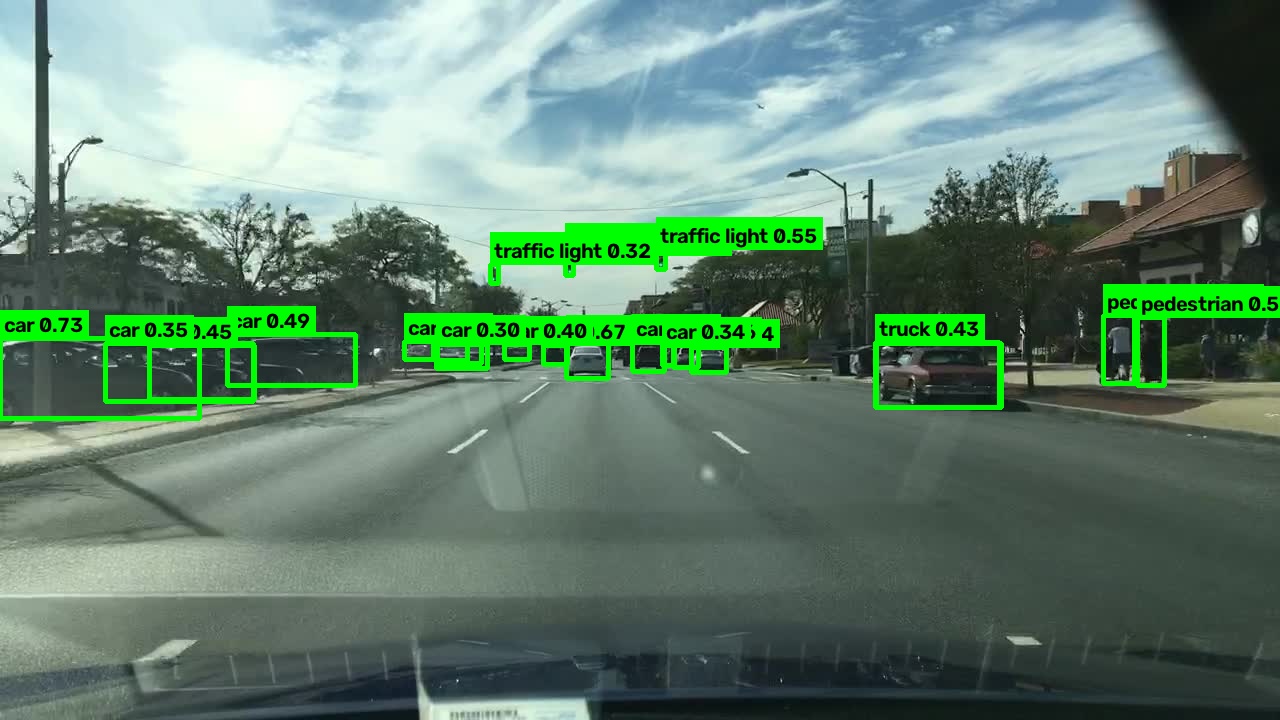 traffic light 0.55
traffic light 0.32
pedestrian 0.5
car 0.49
car 0.73
car 0.35
0.45
car 0.30
0.40
.67
car 0.34
4
truck 0.43